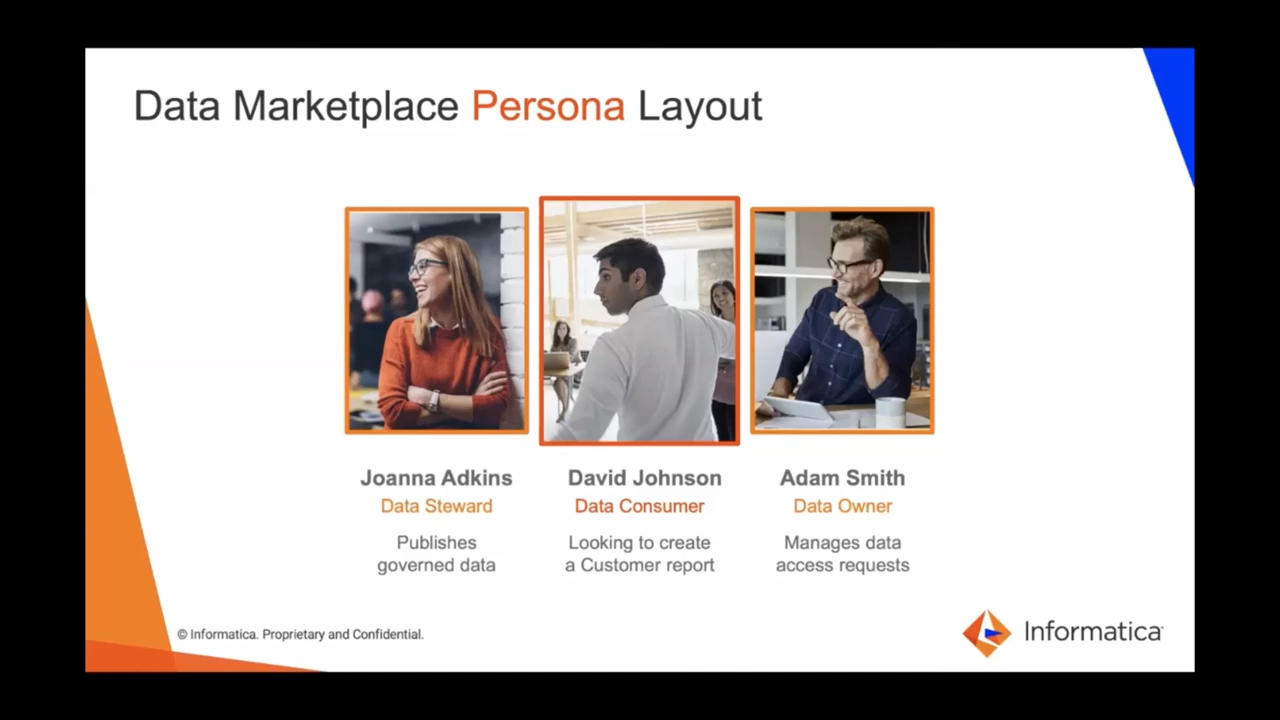 Data Marketplace Persona Layout
Joanna Adkins
Data Steward
Publishes
governed data
David Johnson
Data Consumer
Looking to create
a Customer report
Adam Smith
Data Owner
Manages data
access requests
© Informatica. Proprietary and Confidential.
Informatica